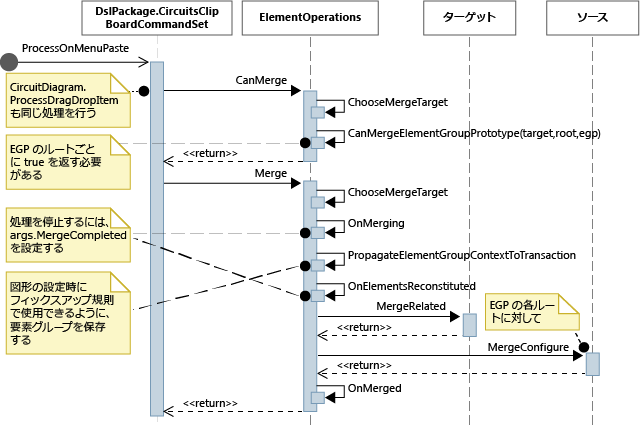 DslPackage.CircuitsClip
BoardCommandSet
ElementOperations
ターゲット
ソース
ProcessOnMenuPaste
CircuitDiagram.
ProcessDragDropItem
も同じ処理を行う
CanMerge
ChooseMergeTarget
CanMergeElementGroupPrototype(target,root,egp)
EGP のルートごと
に true を返す必要
がある
<<return>>
Merge
ChooseMergeTarget
処理を停止するには、
args.MergeCompleted
を設定する
OnMerging
PropagateElementGroupContextToTransaction
図形の設定時に
フィックスアップ規則
で使用できるように、
要素グループを保存
する
OnElementsReconstituted
MergeRelated
EGP の各ルー
トに対して
<<return>>
MergeConfigure
<<return>>
OnMerged
<<return>>